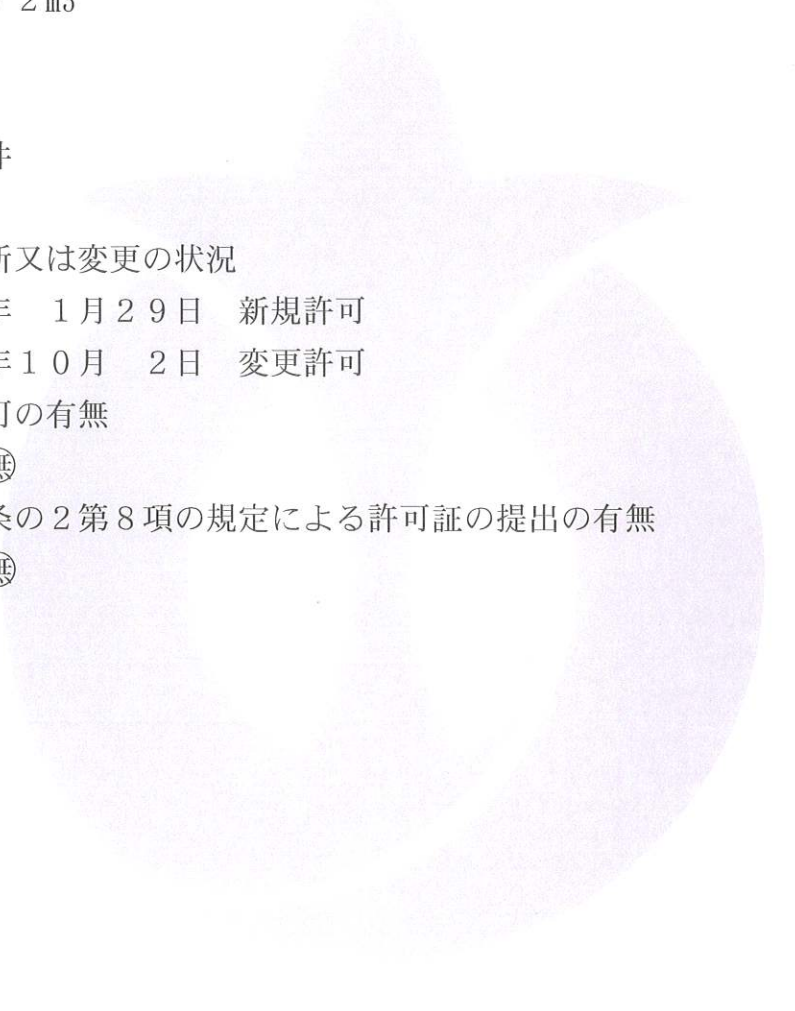 ２ｍ3
件
新又は変更の状況
年　１月２９日　新規許可
年１０月　２日　変更許可
可の有無
無
条の２第８項の規定による許可証の提出の有無
無